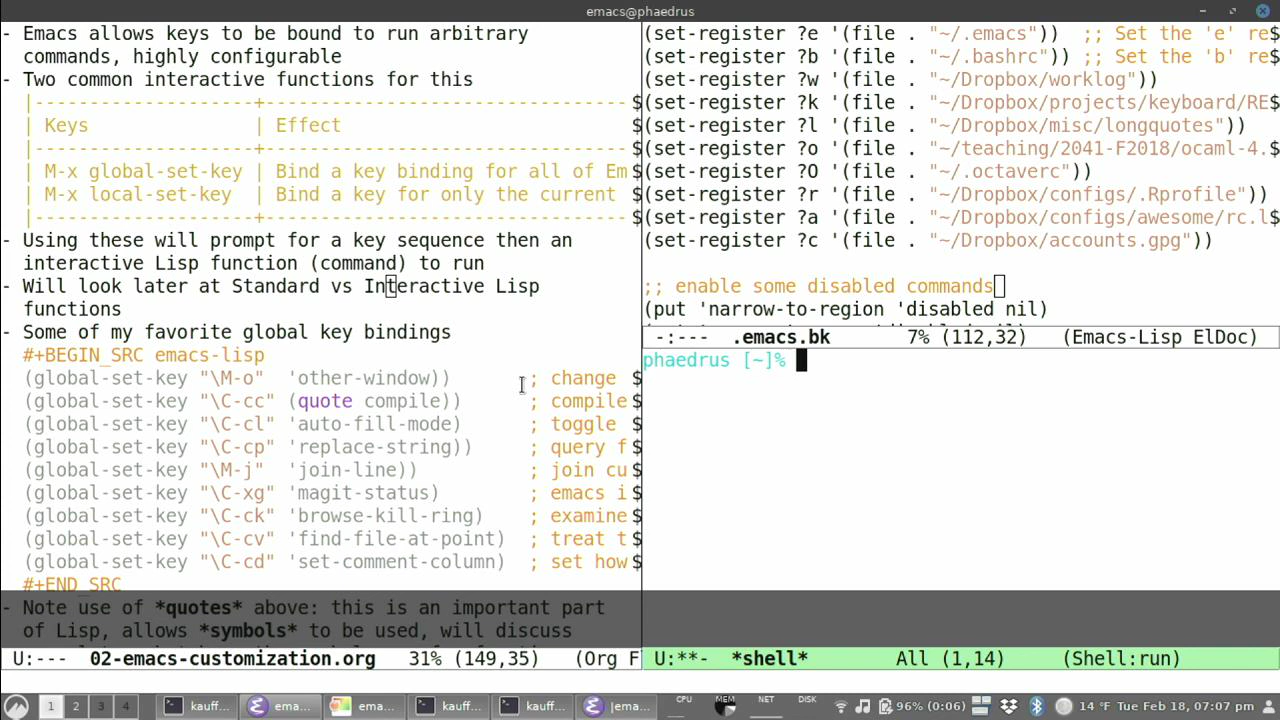 emacs@phaedrus
- Emacs allows keys to be bound to run arbitrary
commands, highly configurable
- Two common interactive functions for this
|---------------------+---------------------------------- $
| Keys | Effect $
|---------------------+---------------------------------- $
| M-x global-set-key | Bind a key binding for all of Em$
| M-x local-set-key | Bind a key for only the current $
|---------------------+---------------------------------- $
- Using these will prompt for a key sequence then an
interactive Lisp function (command) to run
- Will look later at Standard vs Interactive Lisp
functions
- Some of my favorite global key bindings
#+BEGIN_SRC emacs-lisp
(global-set-key "\M-o" 'other-window)) ; change $
(global-set-key "\C-cc" (quote compile)) ; compile$
(global-set-key "\C-cl" 'auto-fill-mode) ; toggle $
(global-set-key "\C-cp" 'replace-string)) ; query f$
(global-set-key "\M-j" 'join-line)) ; join cu$
(global-set-key "\C-xg" 'magit-status) ; emacs i$
(global-set-key "\C-ck" 'browse-kill-ring) ; examine$
(global-set-key "\C-cv" 'find-file-at-point) ; treat t$
(global-set-key "\C-cd" 'set-comment-column) ; set how$
#+END_SRC
- Note use of *quotes* above: this is an important part
of Lisp, allows *symbols* to be used, will discuss
U:--- 02-emacs-customization.org 31% (149,35) (Org F
(set-register ?e '(file . "~/.emacs")) ;; Set the 'e' re$
(set-register ?b '(file . "~/.bashrc")) ;; Set the 'b' re$
(set-register ?w '(file . "~/Dropbox/worklog"))
(set-register ?k '(file . "~/Dropbox/projects/keyboard/RE$
(set-register ?l '(file . "~/Dropbox/misc/longquotes"))
(set-register ?o '(file . "~/teaching/2041-F2018/ocaml-4.$
(set-register ?O '(file . "~/.octaverc"))
(set-register ?r '(file . "~/Dropbox/configs/.Rprofile"))
(set-register ?a '(file . "~/Dropbox/configs/awesome/rc.l$
(set-register ?c '(file . "~/Dropbox/accounts.gpg"))
;; enable some disabled commands
(put 'narrow-to-region 'disabled nil)
-:--- .emacs.bk 7% (112,32) (Emacs-Lisp ElDoc)
phaedrus [~]%
U:**- *shell* All (1,14) (Shell:run)
1 2 3 4 kauff... ema... ema... kauff... kauff... |ema... CPU MEM NET DISK 96% (0:06) 14 °F Tue Feb 18, 07:07 pm